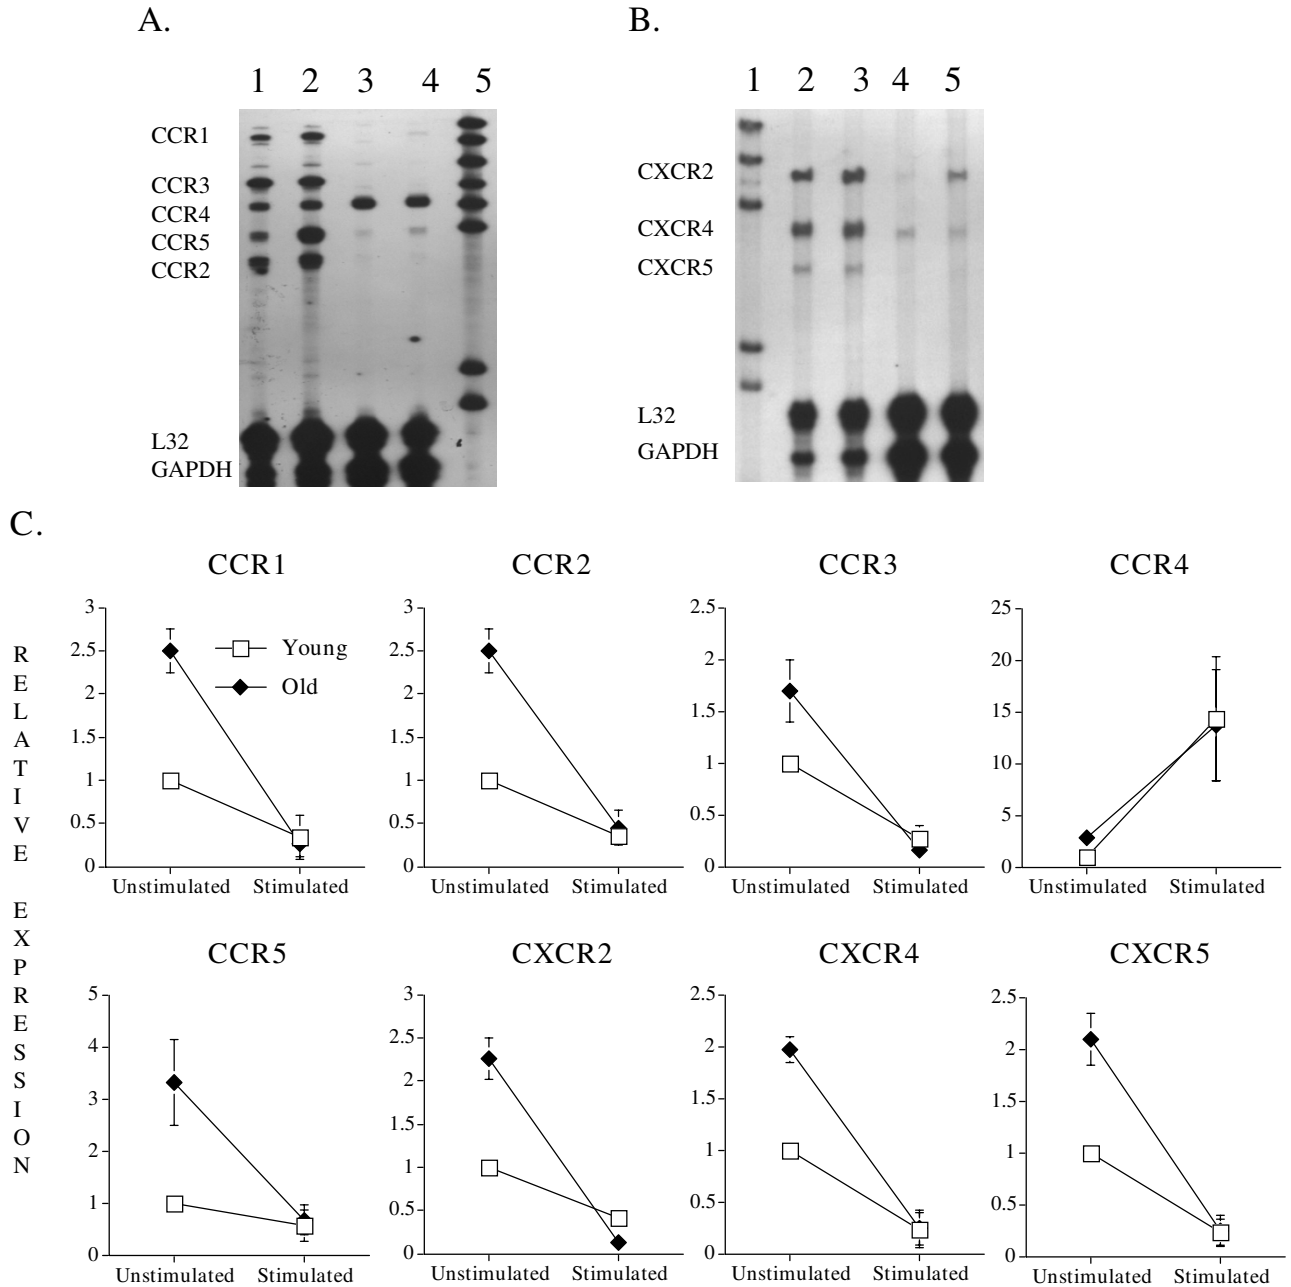 A.
B.
1 2 3 4 5
1 2 3 4 5
CCR1
CCR3
CCR4
CCR5
CCR2
L32
GAPDH
CXCR2
CXCR4
CXCR5
L32
GAPDH
C.
RELATIVE EXPRESSION
CCR1
3
2.5
2
1.5
1
0.5
0
Young
Old
Unstimulated Stimulated
CCR2
3
2.5
2
1.5
1
0.5
0
Unstimulated Stimulated
CCR3
2.5
2
1.5
1
0.5
0
Unstimulated Stimulated
CCR4
25
20
15
10
5
0
Unstimulated Stimulated
CCR5
5
4
3
2
1
0
Unstimulated Stimulated
CXCR2
3
2.5
2
1.5
1
0.5
0
Unstimulated Stimulated
CXCR4
2.5
2
1.5
1
0.5
0
Unstimulated Stimulated
CXCR5
2.5
2
1.5
1
0.5
0
Unstimulated Stimulated